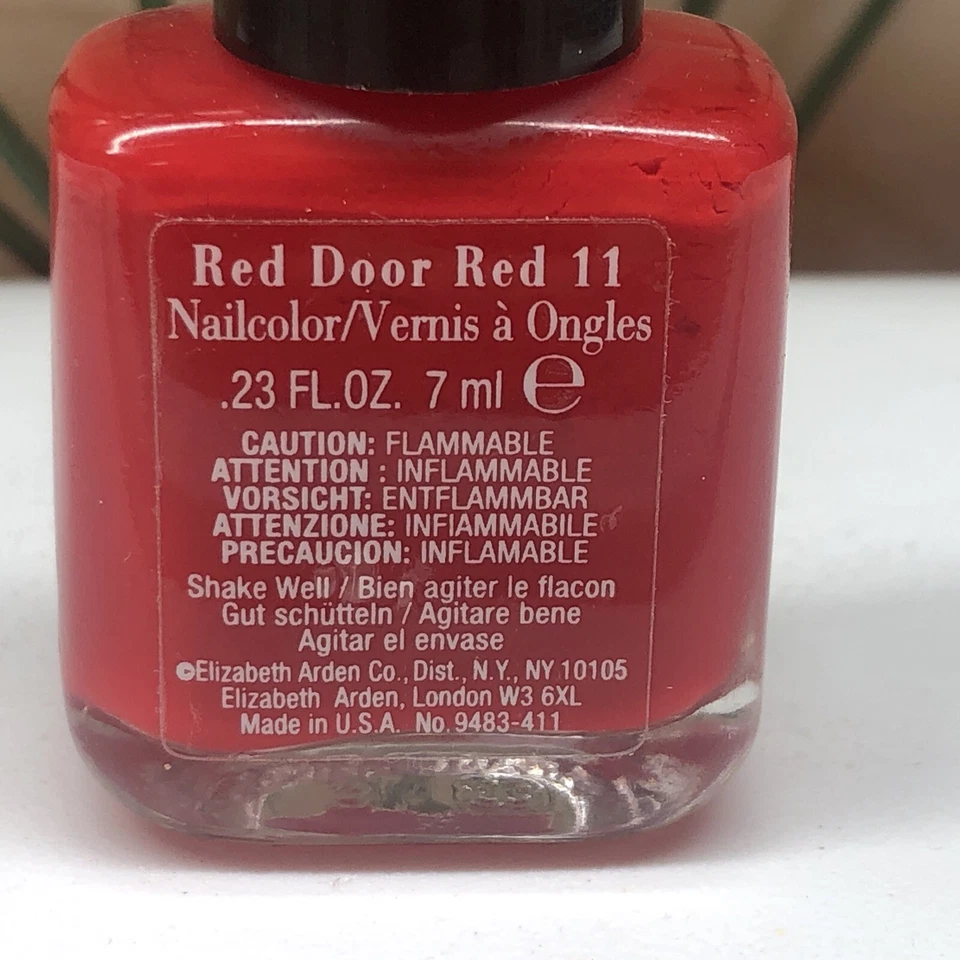 Red Door Red 11
Nailcolor/Vernis à Ongles
.23 FL.OZ. 7 ml ℮
CAUTION: FLAMMABLE
ATTENTION : INFLAMMABLE
VORSICHT: ENTFLAMMBAR
ATTENZIONE: INFIAMMABILE
PRECAUCION: INFLAMABLE
Shake Well / Bien agiter le flacon
Gut schütteln / Agitare bene
Agitar el envase
©Elizabeth Arden Co., Dist., N.Y., NY 10105
Elizabeth Arden, London W3 6XL
Made in U.S.A. No. 9483-411